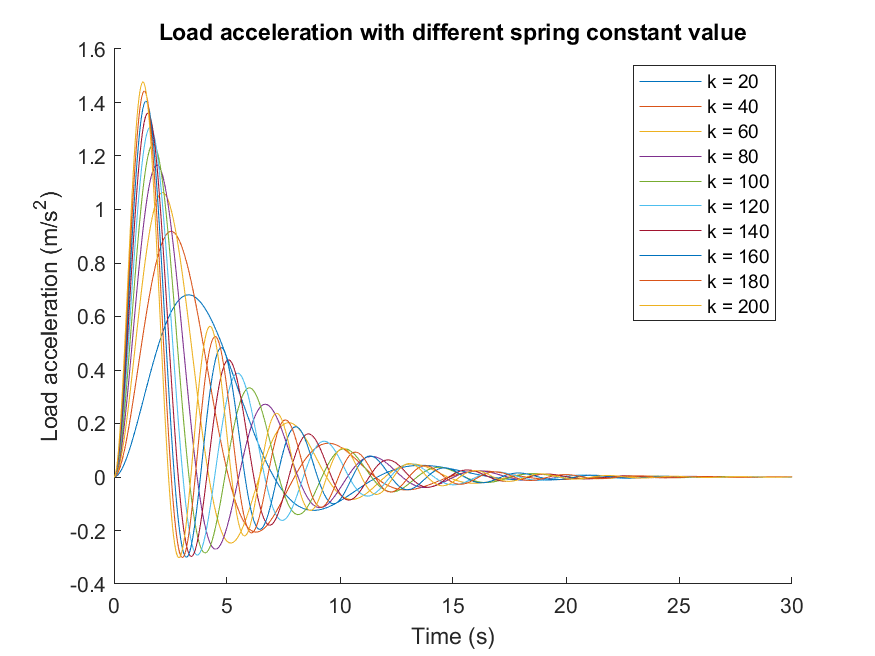 Load acceleration with different spring constant value
Load acceleration (m/s²)
1.6
1.4
1.2
1
0.8
0.6
0.4
0.2
0
-0.2
-0.4
k = 20
k = 40
k = 60
k = 80
k = 100
k = 120
k = 140
k = 160
k = 180
k = 200
0 5 10 15 20 25 30
Time (s)